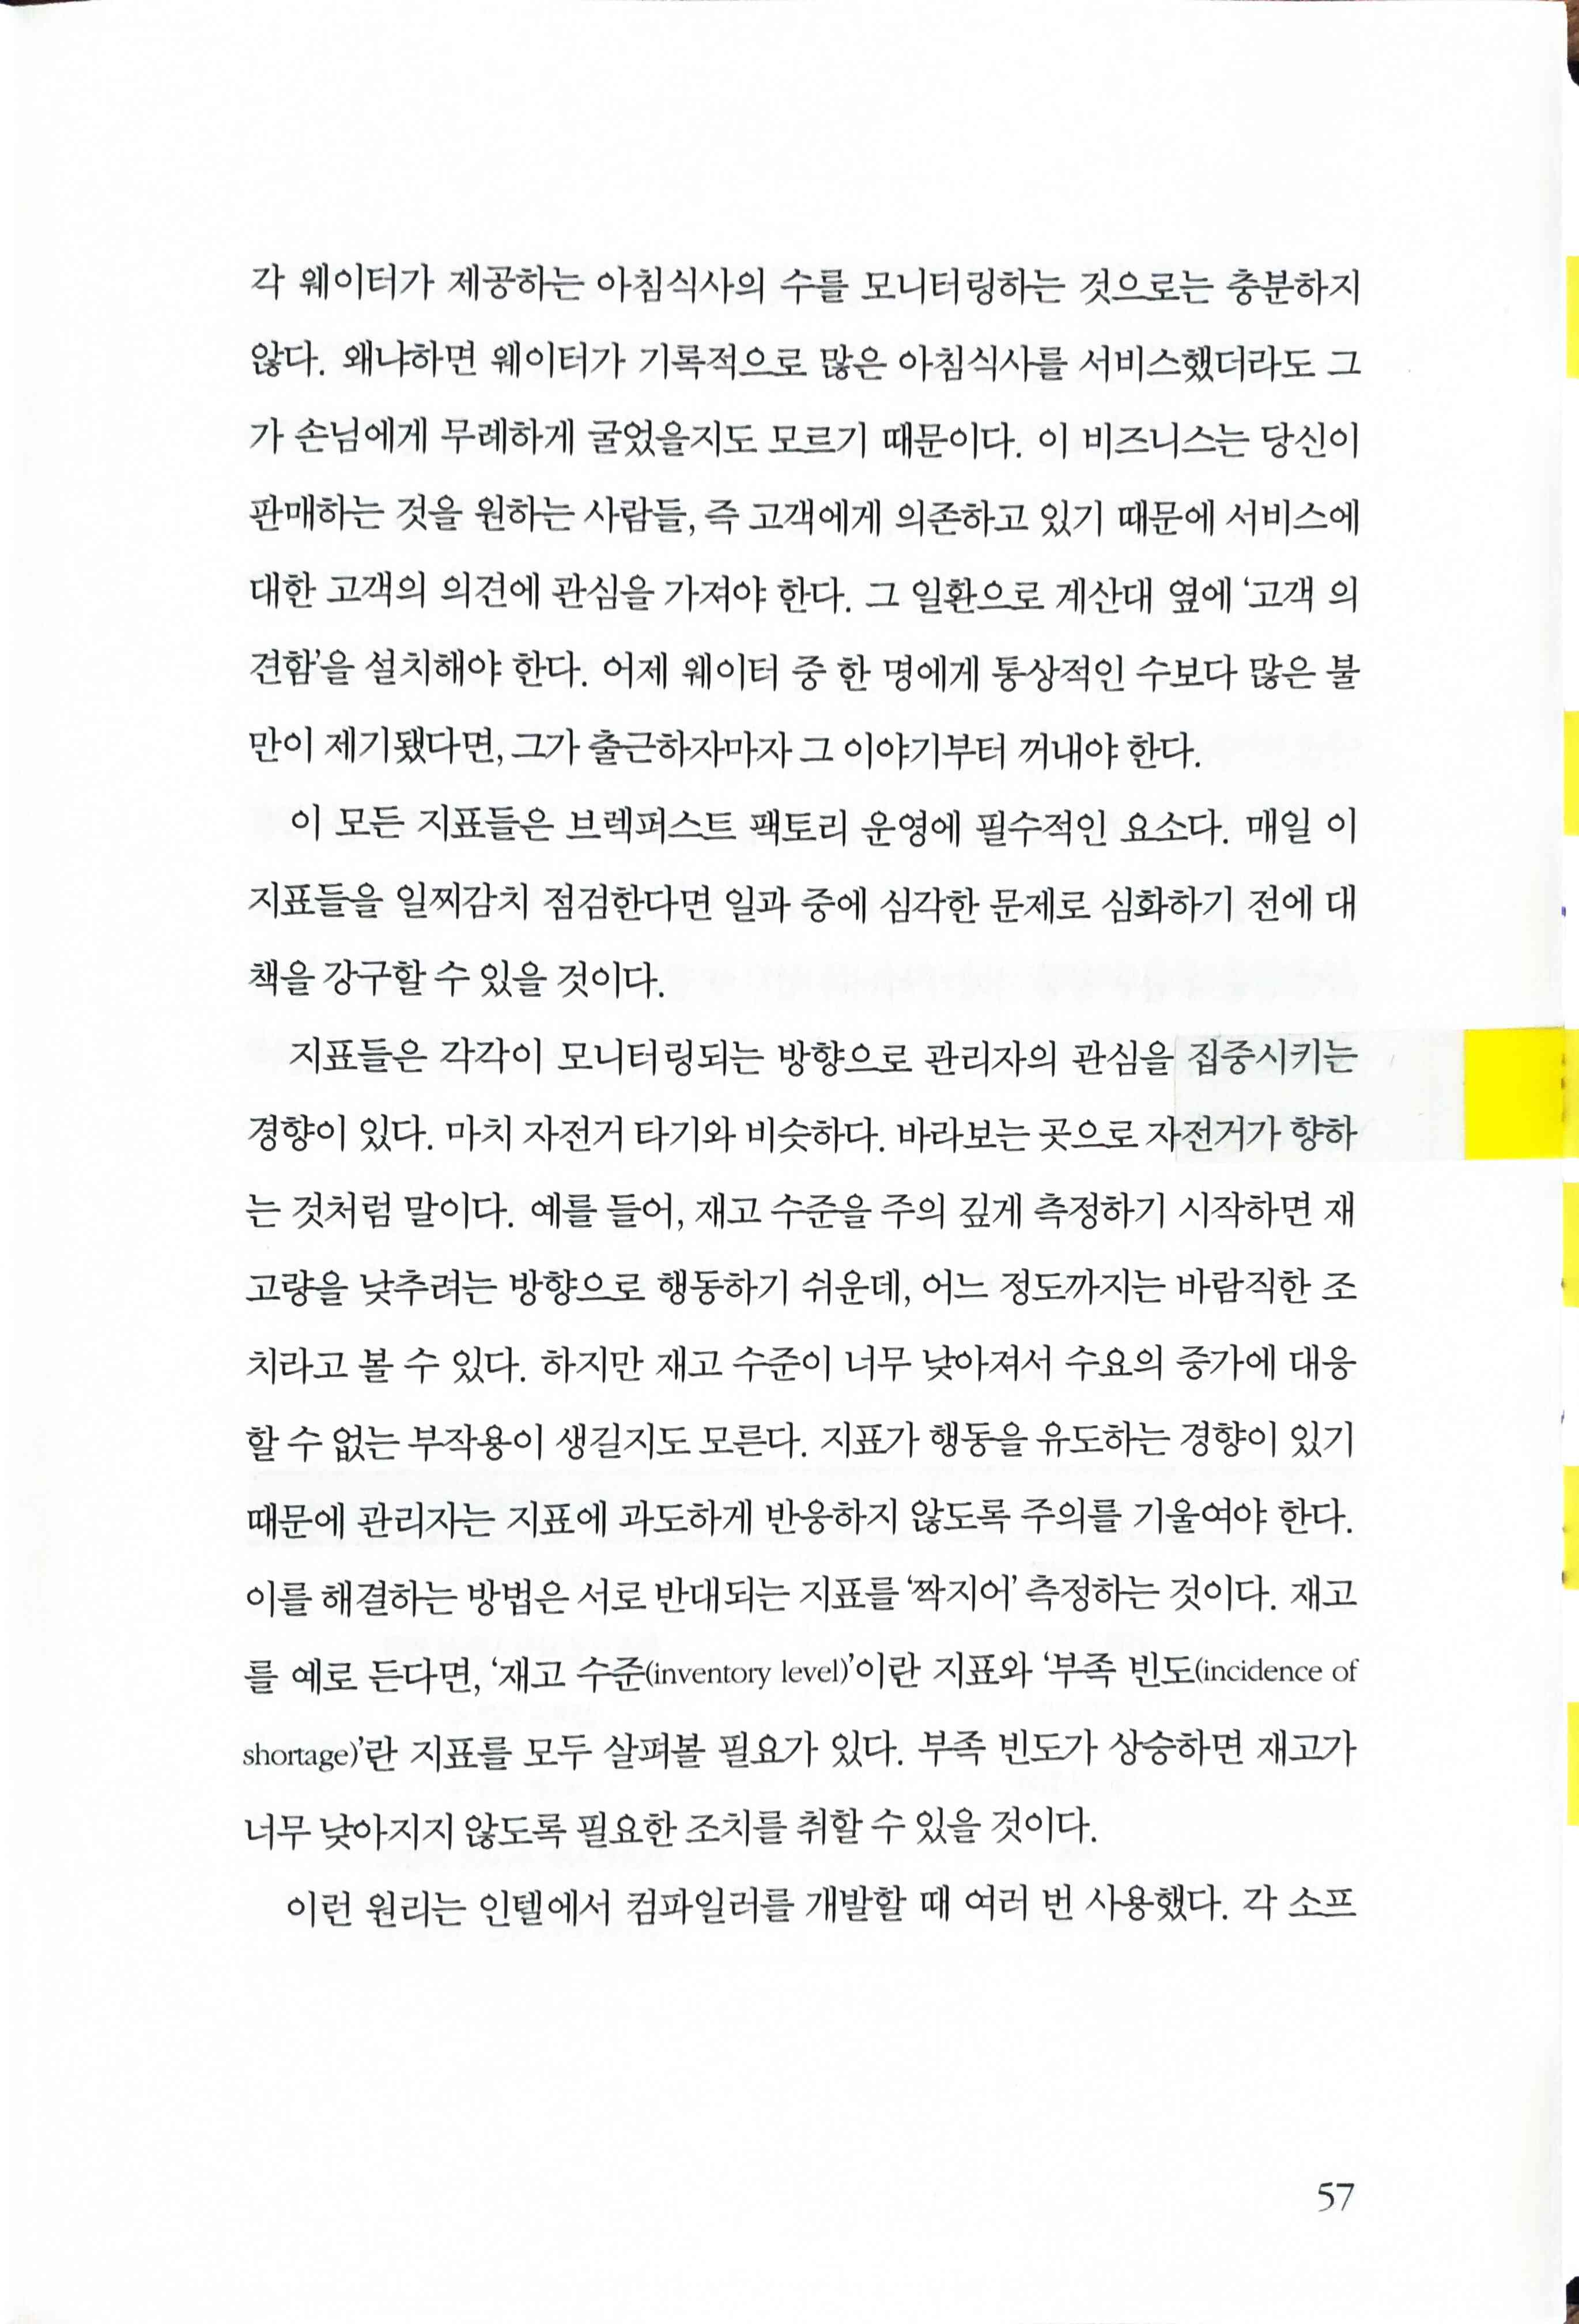 각 웨이터가 제공하는 아침식사의 수를 모니터링하는 것으로는 충분하지
않다. 왜냐하면 웨이터가 기록적으로 많은 아침식사를 서비스했더라도 그
가 손님에게 무례하게 굴었을지도 모르기 때문이다. 이 비즈니스는 당신이
판매하는 것을 원하는 사람들, 즉 고객에게 의존하고 있기 때문에 서비스에
대한 고객의 의견에 관심을 가져야 한다. 그 일환으로 계산대 옆에 ‘고객 의
견함’을 설치해야 한다. 어제 웨이터 중 한 명에게 통상적인 수보다 많은 불
만이 제기됐다면, 그가 출근하자마자 그 이야기부터 꺼내야 한다.
이 모든 지표들은 브렉퍼스트 팩토리 운영에 필수적인 요소다. 매일 이
지표들을 일찌감치 점검한다면 일과 중에 심각한 문제로 심화하기 전에 대
책을 강구할 수 있을 것이다.
지표들은 각각이 모니터링되는 방향으로 관리자의 관심을 집중시키는
경향이 있다. 마치 자전거 타기와 비슷하다. 바라보는 곳으로 자전거가 향하
는 것처럼 말이다. 예를 들어, 재고 수준을 주의 깊게 측정하기 시작하면 재
고량을 낮추려는 방향으로 행동하기 쉬운데, 어느 정도까지는 바람직한 조
치라고 볼 수 있다. 하지만 재고 수준이 너무 낮아져서 수요의 증가에 대응
할 수 없는 부작용이 생길지도 모른다. 지표가 행동을 유도하는 경향이 있기
때문에 관리자는 지표에 과도하게 반응하지 않도록 주의를 기울여야 한다.
이를 해결하는 방법은 서로 반대되는 지표를 ‘짝지어’ 측정하는 것이다. 재고
를 예로 든다면, ‘재고 수준(inventory level)’이란 지표와 ‘부족 빈도(incidence of
shortage)’란 지표를 모두 살펴볼 필요가 있다. 부족 빈도가 상승하면 재고가
너무 낮아지지 않도록 필요한 조치를 취할 수 있을 것이다.
이런 원리는 인텔에서 컴파일러를 개발할 때 여러 번 사용했다. 각 소프
57